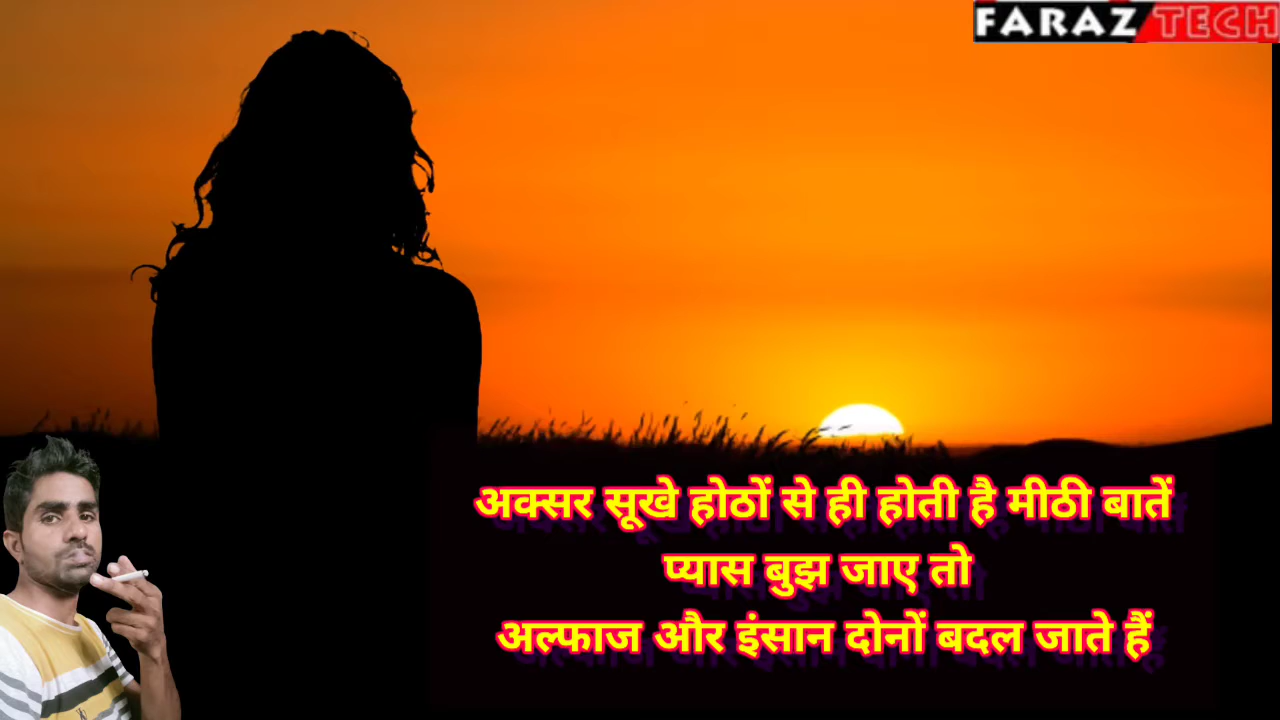 FARAZ TECH
अक्सर सूखे होठों से ही होती है मीठी बातें
प्यास बुझ जाए तो
अल्फाज और इंसान दोनों बदल जाते हैं